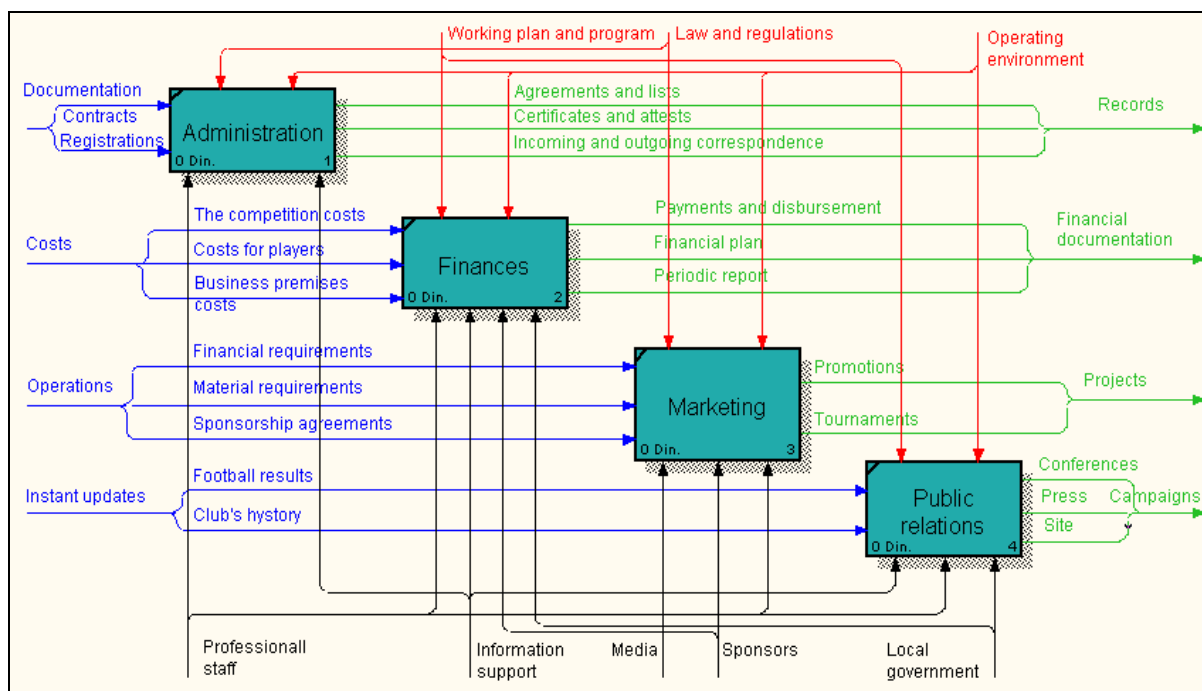 Working plan and program
Law and regulations
Operating
environment
Documentation
Contracts
Registrations
Administration
0 Din.
1
Agreements and lists
Certificates and attests
Incoming and outgoing correspondence
Records
The competition costs
Costs
Costs for players
Business premises
costs
Finances
0 Din.
2
Payments and disbursement
Financial plan
Periodic report
Financial
documentation
Financial requirements
Operations
Material requirements
Sponsorship agreements
Marketing
0 Din.
3
Promotions
Tournaments
Projects
Football results
Instant updates
Club's hystory
Public
relations
0 Din.
4
Conferences
Press
Campaigns
Site
Professionall
staff
Information
support
Media
Sponsors
Local
government